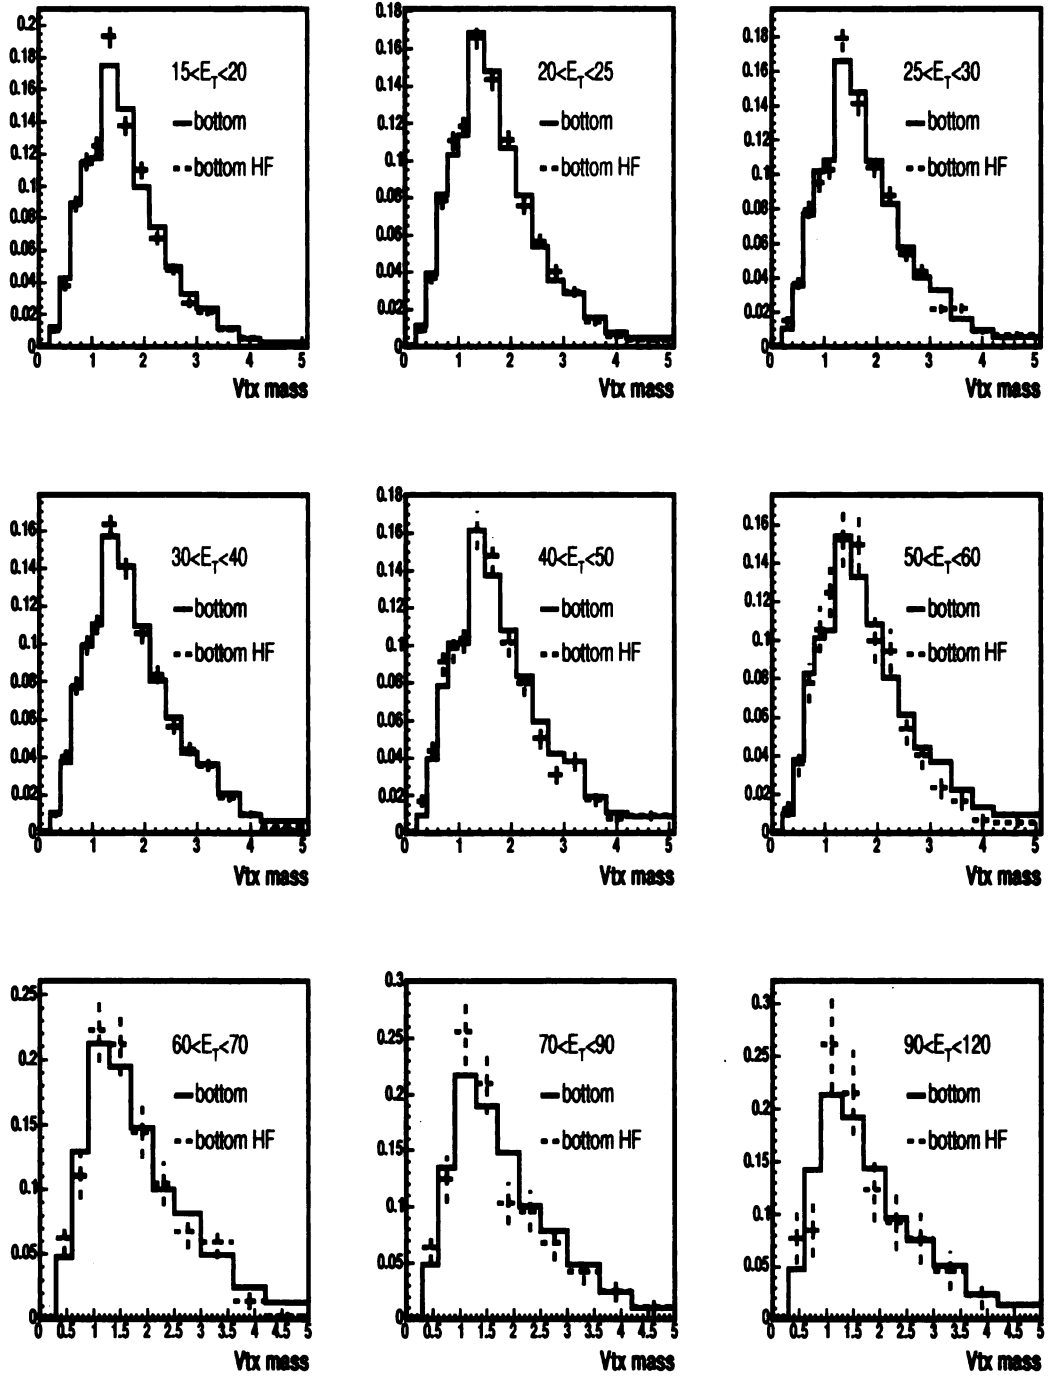 0.2
0.18
0.16
0.14
0.12
0.1
0.08
0.06
0.04
0.02
0
15<E_T<20
bottom
bottom HF
0 1 2 3 4 5
Vtx mass
0.18
0.16
0.14
0.12
0.1
0.08
0.06
0.04
0.02
0
20<E_T<25
bottom
bottom HF
0 1 2 3 4 5
Vtx mass
0.18
0.16
0.14
0.12
0.1
0.08
0.06
0.04
0.02
0
25<E_T<30
bottom
bottom HF
0 1 2 3 4 5
Vtx mass
0.16
0.14
0.12
0.1
0.08
0.06
0.04
0.02
0
30<E_T<40
bottom
bottom HF
0 1 2 3 4 5
Vtx mass
0.18
0.16
0.14
0.12
0.1
0.08
0.06
0.04
0.02
0
40<E_T<50
bottom
bottom HF
0 1 2 3 4 5
Vtx mass
0.16
0.14
0.12
0.1
0.08
0.06
0.04
0.02
0
50<E_T<60
bottom
bottom HF
0 1 2 3 4 5
Vtx mass
0.25
0.2
0.15
0.1
0.05
0
60<E_T<70
bottom
bottom HF
0 0.5 1 1.5 2 2.5 3 3.5 4 4.5 5
Vtx mass
0.3
0.25
0.2
0.15
0.1
0.05
0
70<E_T<90
bottom
bottom HF
0 0.5 1 1.5 2 2.5 3 3.5 4 4.5 5
Vtx mass
0.3
0.25
0.2
0.15
0.1
0.05
0
90<E_T<120
bottom
bottom HF
0 0.5 1 1.5 2 2.5 3 3.5 4 4.5 5
Vtx mass